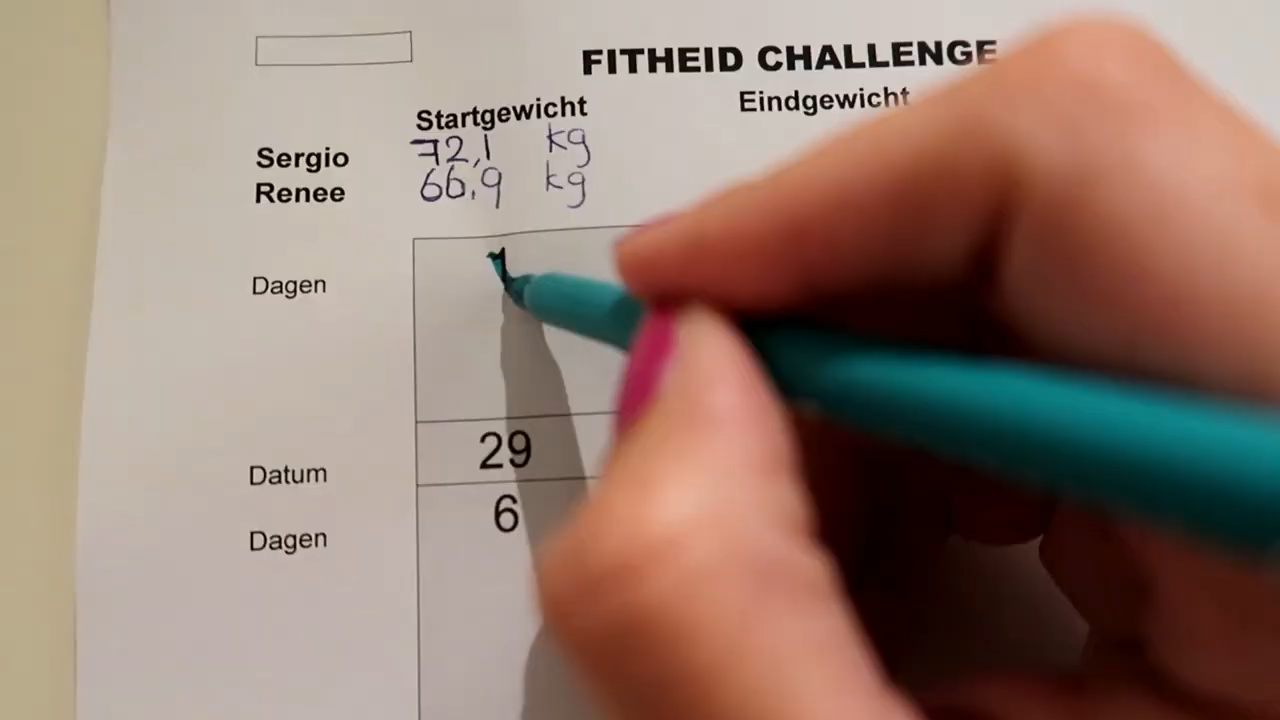 FITHEID CHALLENGE
Startgewicht Eindgewicht
Sergio 72,1 kg
Renee 66,9 kg
Dagen 1
Datum 29
Dagen 6